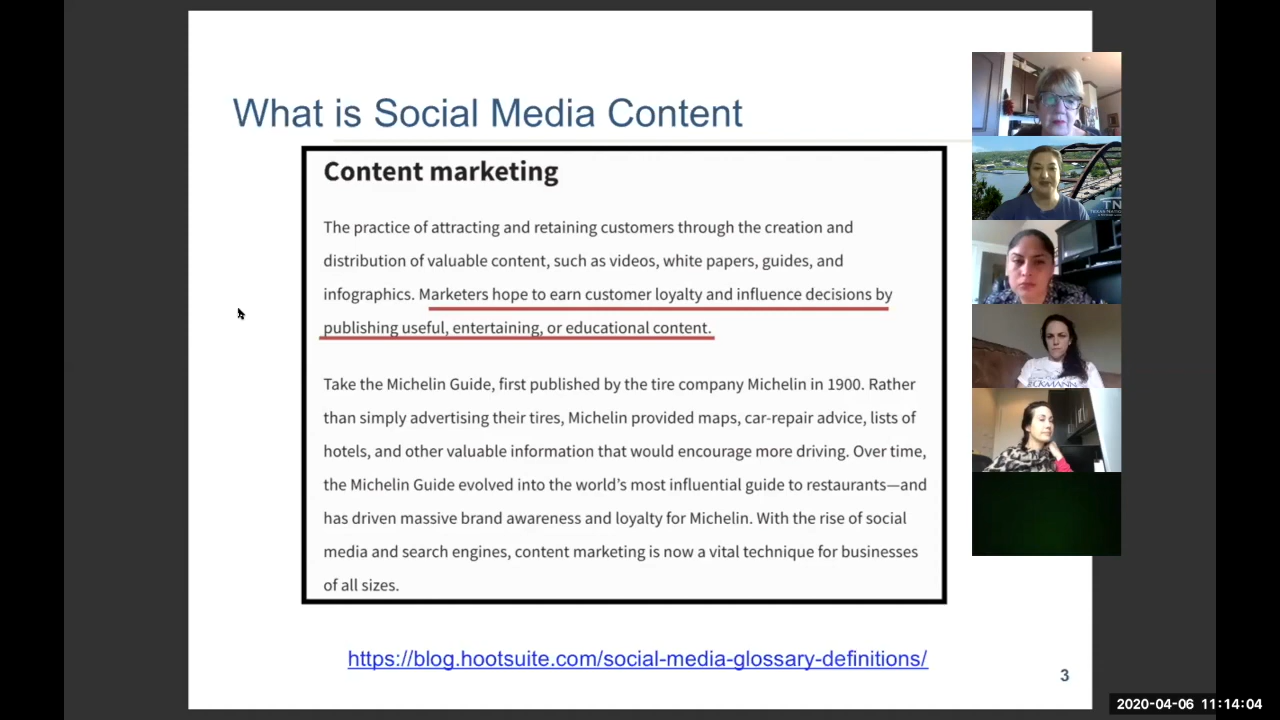 What is Social Media Content
Content marketing
The practice of attracting and retaining customers through the creation and
distribution of valuable content, such as videos, white papers, guides, and
infographics. Marketers hope to earn customer loyalty and influence decisions by
publishing useful, entertaining, or educational content.
Take the Michelin Guide, first published by the tire company Michelin in 1900. Rather
than simply advertising their tires, Michelin provided maps, car-repair advice, lists of
hotels, and other valuable information that would encourage more driving. Over time,
the Michelin Guide evolved into the world’s most influential guide to restaurants—and
has driven massive brand awareness and loyalty for Michelin. With the rise of social
media and search engines, content marketing is now a vital technique for businesses
of all sizes.
https://blog.hootsuite.com/social-media-glossary-definitions/
3
2020-04-06 11:14:04